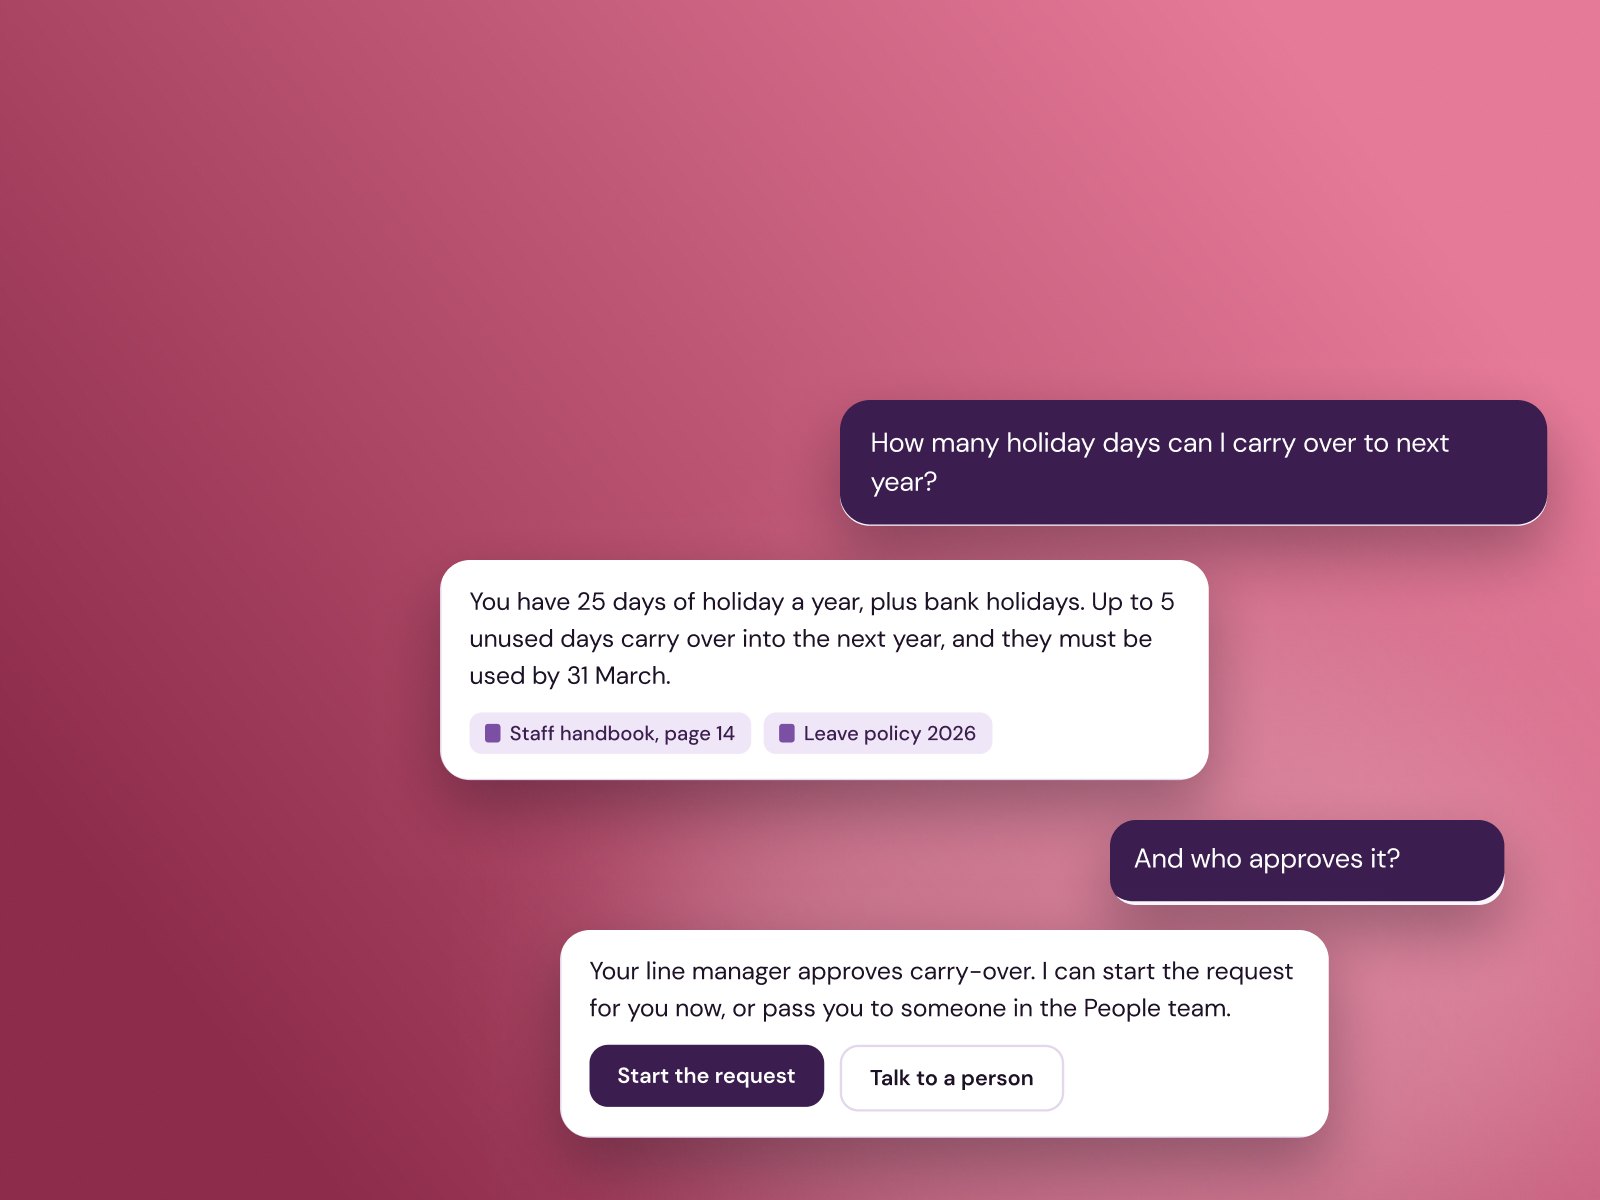 How many holiday days can I carry over to next
year?
You have 25 days of holiday a year, plus bank holidays. Up to 5
unused days carry over into the next year, and they must be
used by 31 March.
Staff handbook, page 14
Leave policy 2026
And who approves it?
Your line manager approves carry-over. I can start the request
for you now, or pass you to someone in the People team.
Start the request
Talk to a person